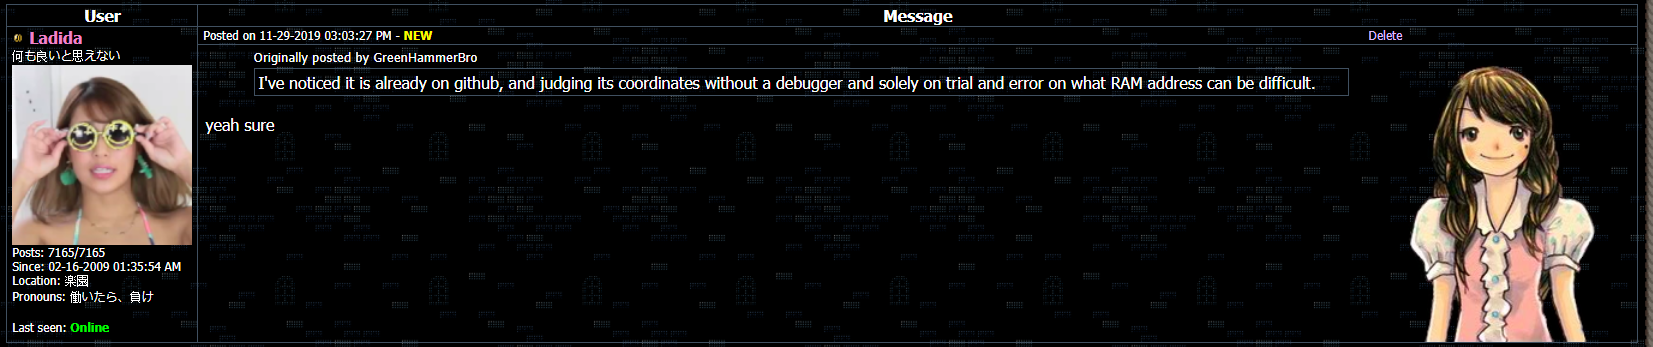 User
Message
Ladida
何も良いと思えない
Posts: 7165/7165
Since: 02-16-2009 01:35:54 AM
Location: 楽園
Pronouns: 働いたら、負け
Last seen: Online
Posted on 11-29-2019 03:03:27 PM - NEW
Delete
Originally posted by GreenHammerBro
I've noticed it is already on github, and judging its coordinates without a debugger and solely on trial and error on what RAM address can be difficult.
yeah sure